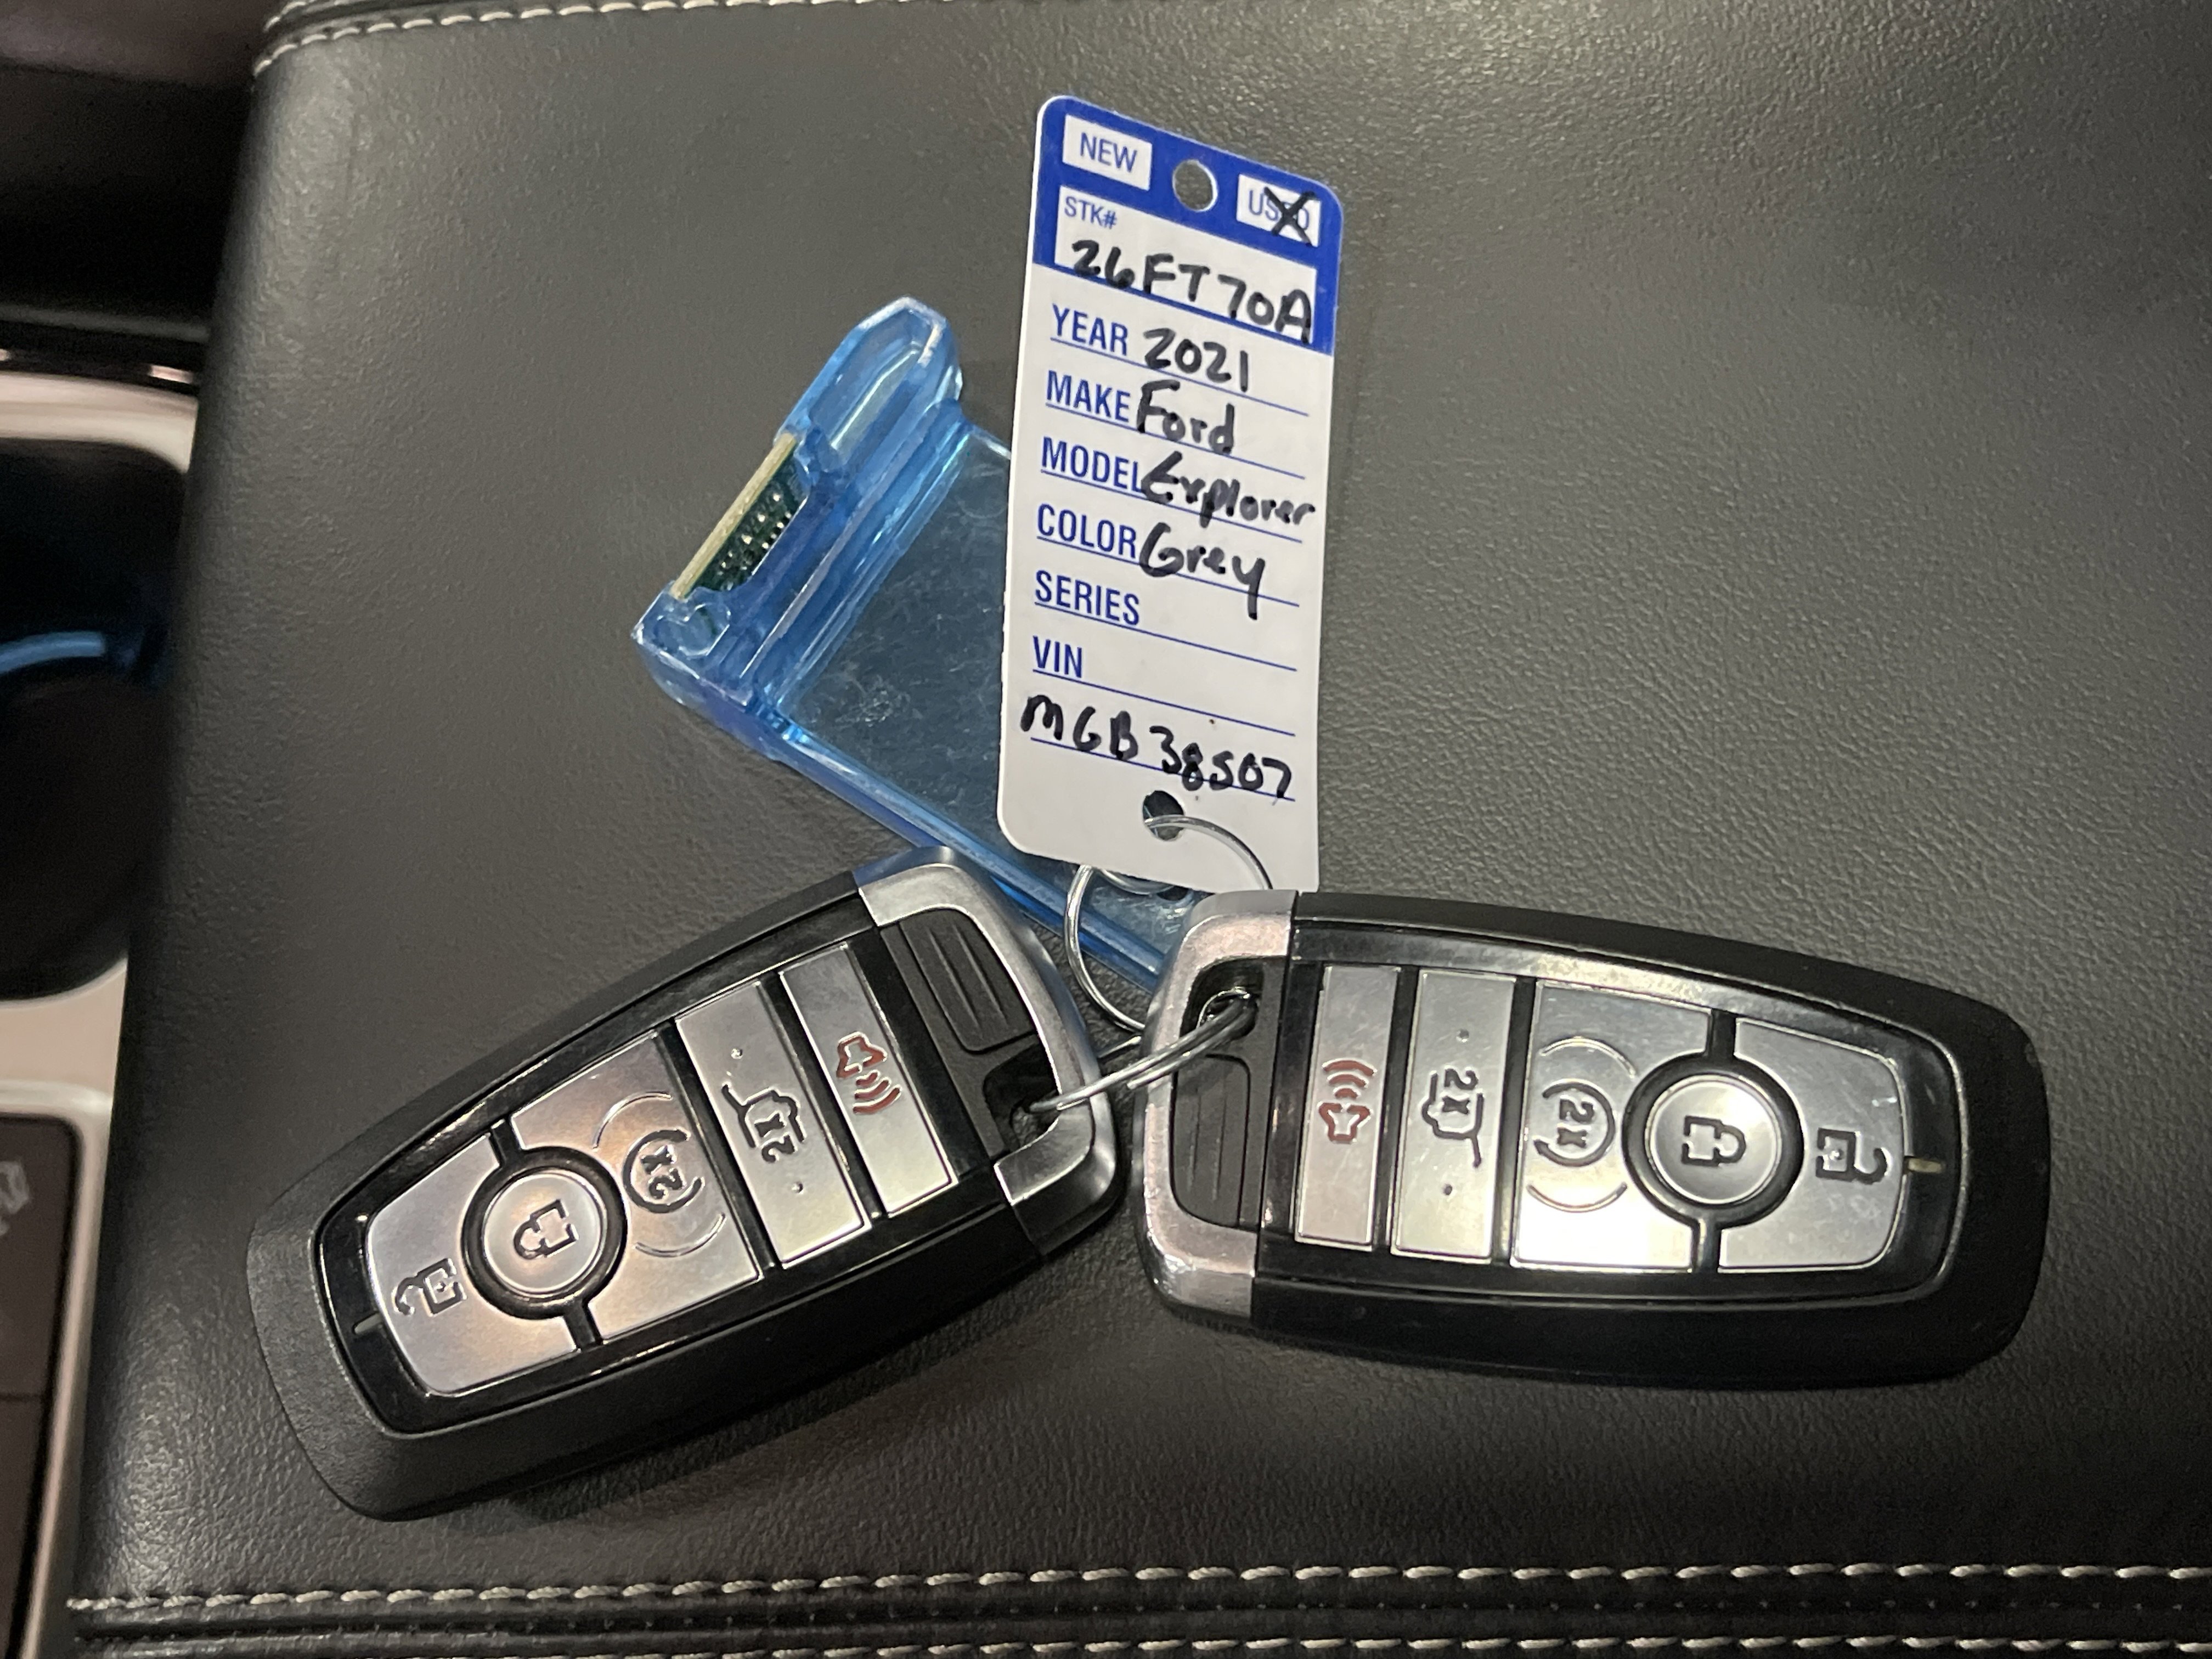 NEW USED
STK#
26FT70A
YEAR 2021
MAKE Ford
MODEL Explorer
COLOR Grey
SERIES
VIN
MGB38507
2x
2x
2x
2x